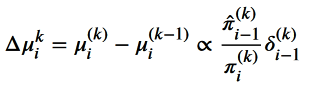 Δμ_i^k = μ_i^(k) − μ_i^(k−1) ∝ (π̂_{i−1}^(k) / π_i^(k)) δ_{i−1}^(k)